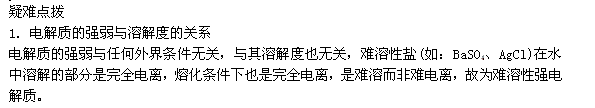 疑难点拨
1. 电解质的强弱与溶解度的关系
电解质的强弱与任何外界条件无关，与其溶解度也无关，难溶性盐(如：BaSO₄、AgCl)在水
中溶解的部分是完全电离，熔化条件下也是完全电离，是难溶而非难电离，故为难溶性强电
解质。